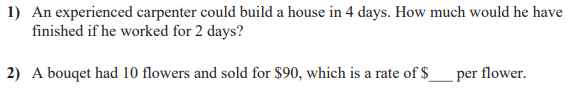 1) An experienced carpenter could build a house in 4 days. How much would he have
finished if he worked for 2 days?
2) A bouqet had 10 flowers and sold for $90, which is a rate of $___ per flower.